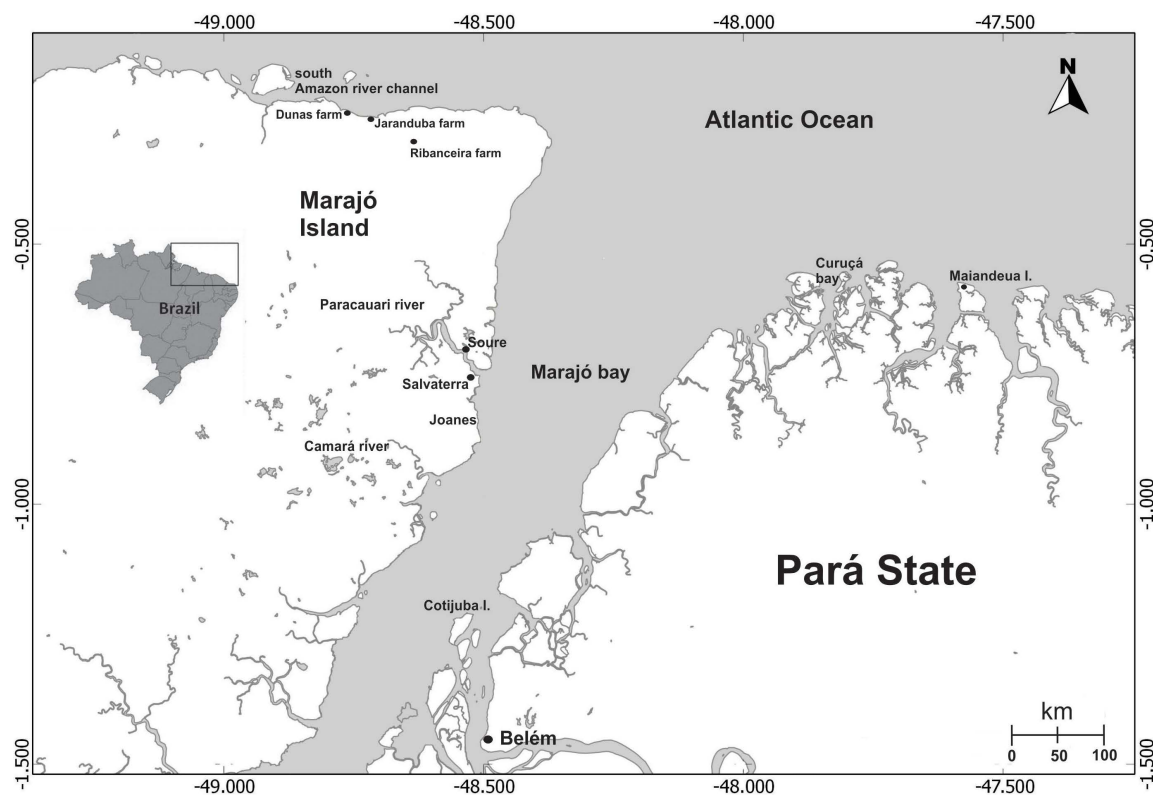 -49.000
-48.500
-48.000
-47.500
N
south
Amazon river channel
Dunas farm
Jaranduba farm
Ribanceira farm
Atlantic Ocean
Marajó
Island
-0.500
-0.500
Brazil
Curuçá
bay
Maiandeua I.
Paracauari river
Soure
Marajó bay
Salvaterra
Joanes
Camará river
-1.000
-1.000
Pará State
Cotijuba I.
km
0 50 100
Belém
-1.500
-1.500
-49.000
-48.500
-48.000
-47.500